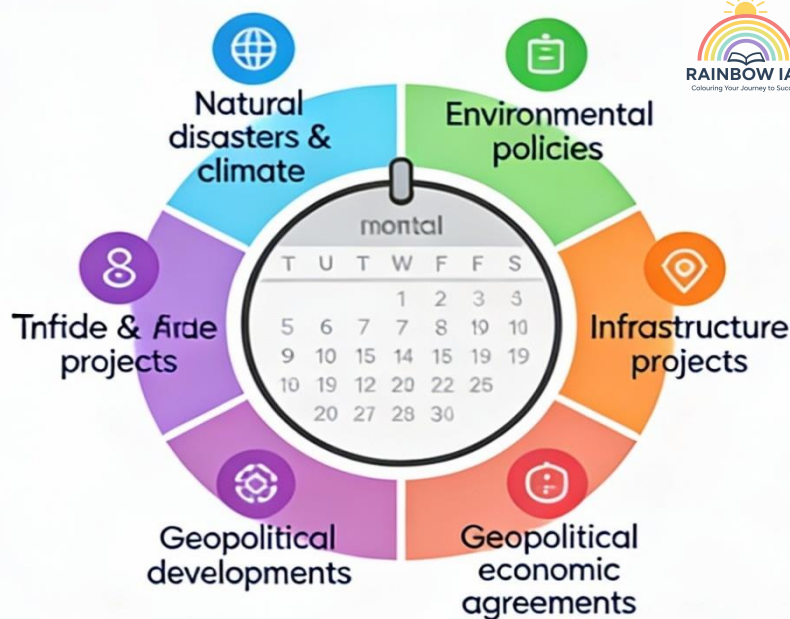 RAINBOW IA
Colouring Your Journey to Succ
Natural
disasters &
climate
Environmental
policies
montal
T U T W F F S
1 2 3 3
5 6 7 7 8 19 10
9 10 15 14 15 19 19
10 19 12 20 22 25
20 27 28 30
Tnfide & Arde
projects
Infrastructure
projects
Geopolitical
developments
Geopolitical
economic
agreements